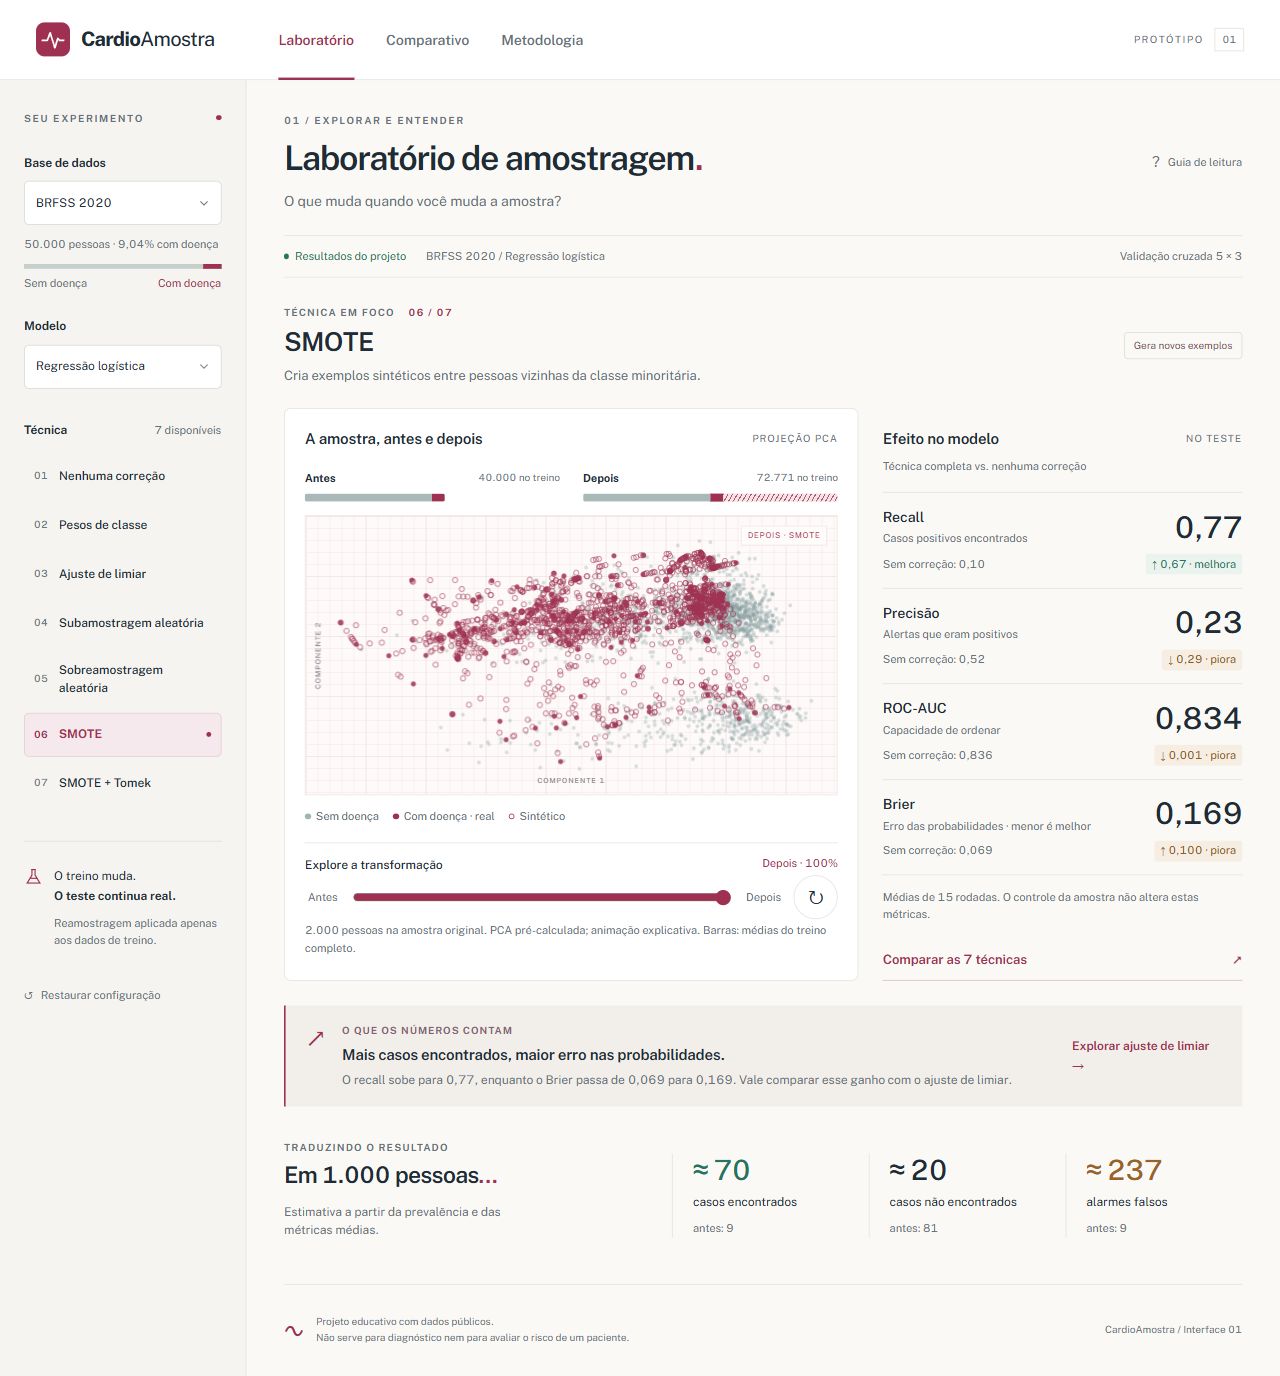 CardioAmostra
Laboratório
Comparativo
Metodologia
PROTÓTIPO 01
SEU EXPERIMENTO
Base de dados
BRFSS 2020
50.000 pessoas · 9,04% com doença
Sem doença
Com doença
Modelo
Regressão logística
Técnica
7 disponíveis
01 Nenhuma correção
02 Pesos de classe
03 Ajuste de limiar
04 Subamostragem aleatória
05 Sobreamostragem
aleatória
06 SMOTE
07 SMOTE + Tomek
O treino muda.
O teste continua real.
Reamostragem aplicada apenas
aos dados de treino.
↺ Restaurar configuração
01 / EXPLORAR E ENTENDER
Laboratório de amostragem.
O que muda quando você muda a amostra?
? Guia de leitura
Resultados do projeto
BRFSS 2020 / Regressão logística
Validação cruzada 5 × 3
TÉCNICA EM FOCO 06 / 07
SMOTE
Cria exemplos sintéticos entre pessoas vizinhas da classe minoritária.
Gera novos exemplos
A amostra, antes e depois
PROJEÇÃO PCA
Antes
40.000 no treino
Depois
72.771 no treino
DEPOIS · SMOTE
COMPONENTE 2
COMPONENTE 1
Sem doença
Com doença · real
Sintético
Explore a transformação
Depois · 100%
Antes
Depois
↻
2.000 pessoas na amostra original. PCA pré-calculada; animação explicativa. Barras: médias do treino
completo.
Efeito no modelo
NO TESTE
Técnica completa vs. nenhuma correção
Recall
Casos positivos encontrados
Sem correção: 0,10
0,77
↑ 0,67 · melhora
Precisão
Alertas que eram positivos
Sem correção: 0,52
0,23
↓ 0,29 · piora
ROC-AUC
Capacidade de ordenar
Sem correção: 0,836
0,834
↓ 0,001 · piora
Brier
Erro das probabilidades · menor é melhor
Sem correção: 0,069
0,169
↑ 0,100 · piora
Médias de 15 rodadas. O controle da amostra não altera estas
métricas.
Comparar as 7 técnicas ↗
↗
O QUE OS NÚMEROS CONTAM
Mais casos encontrados, maior erro nas probabilidades.
O recall sobe para 0,77, enquanto o Brier passa de 0,069 para 0,169. Vale comparar esse ganho com o ajuste de limiar.
Explorar ajuste de limiar
→
TRADUZINDO O RESULTADO
Em 1.000 pessoas...
Estimativa a partir da prevalência e das
métricas médias.
≈ 70
casos encontrados
antes: 9
≈ 20
casos não encontrados
antes: 81
≈ 237
alarmes falsos
antes: 9
Projeto educativo com dados públicos.
Não serve para diagnóstico nem para avaliar o risco de um paciente.
CardioAmostra / Interface 01